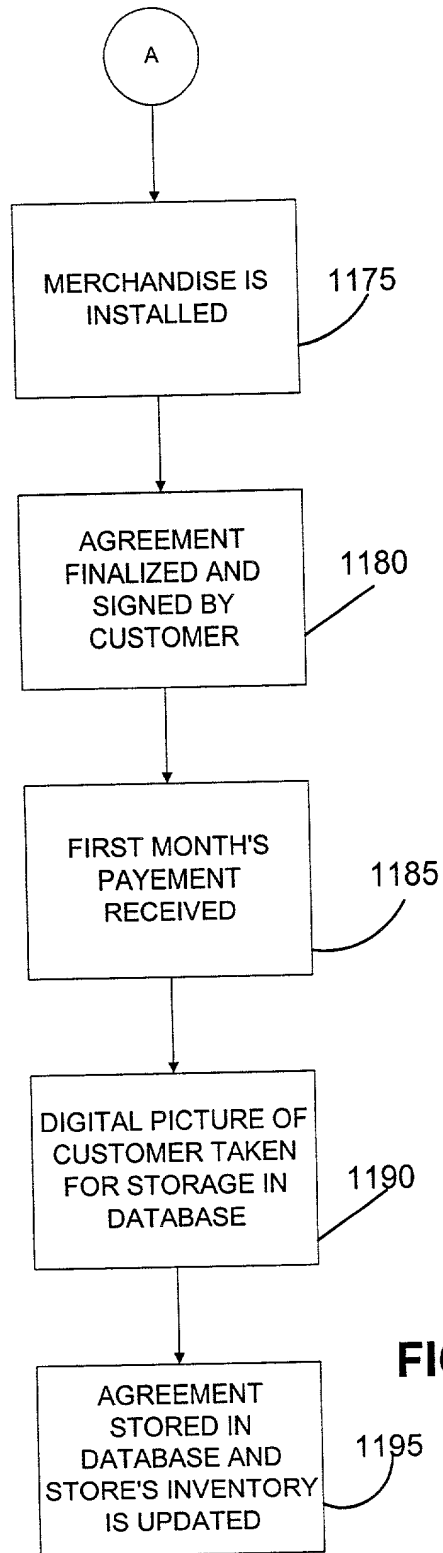 A
MERCHANDISE IS
INSTALLED
1175
AGREEMENT
FINALIZED AND
SIGNED BY
CUSTOMER
1180
FIRST MONTH'S
PAYEMENT
RECEIVED
1185
DIGITAL PICTURE OF
CUSTOMER TAKEN
FOR STORAGE IN
DATABASE
1190
AGREEMENT
STORED IN
DATABASE AND
STORE'S INVENTORY
IS UPDATED
1195